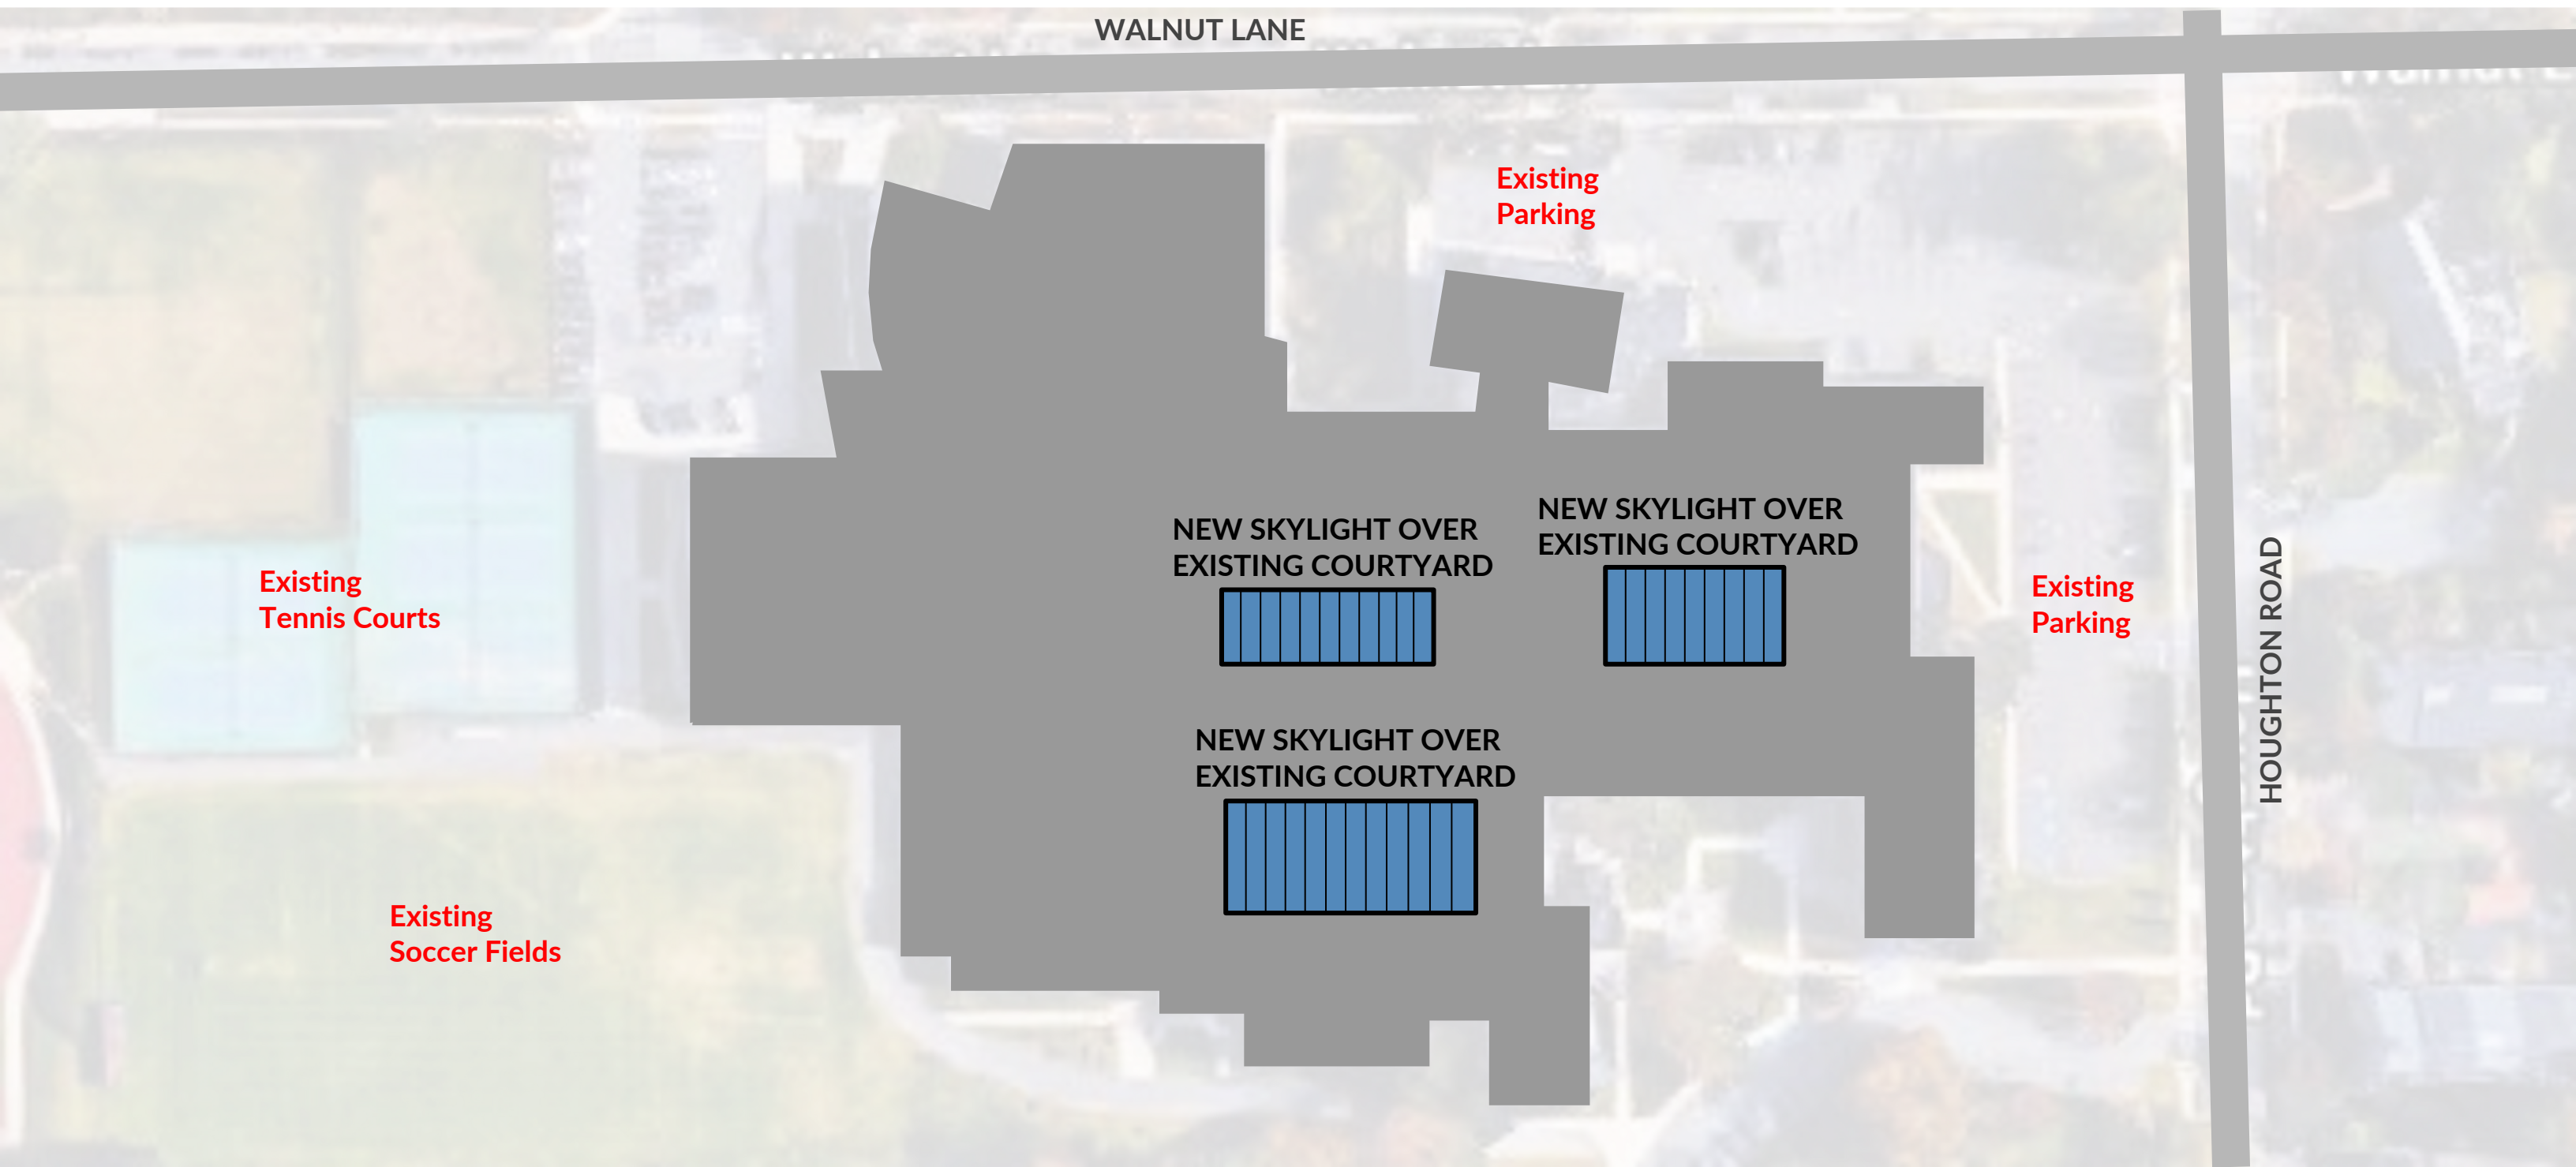 WALNUT LANE
Existing
Parking
NEW SKYLIGHT OVER
EXISTING COURTYARD
NEW SKYLIGHT OVER
EXISTING COURTYARD
Existing
Tennis Courts
Existing
Parking
HOUGHTON ROAD
NEW SKYLIGHT OVER
EXISTING COURTYARD
Existing
Soccer Fields